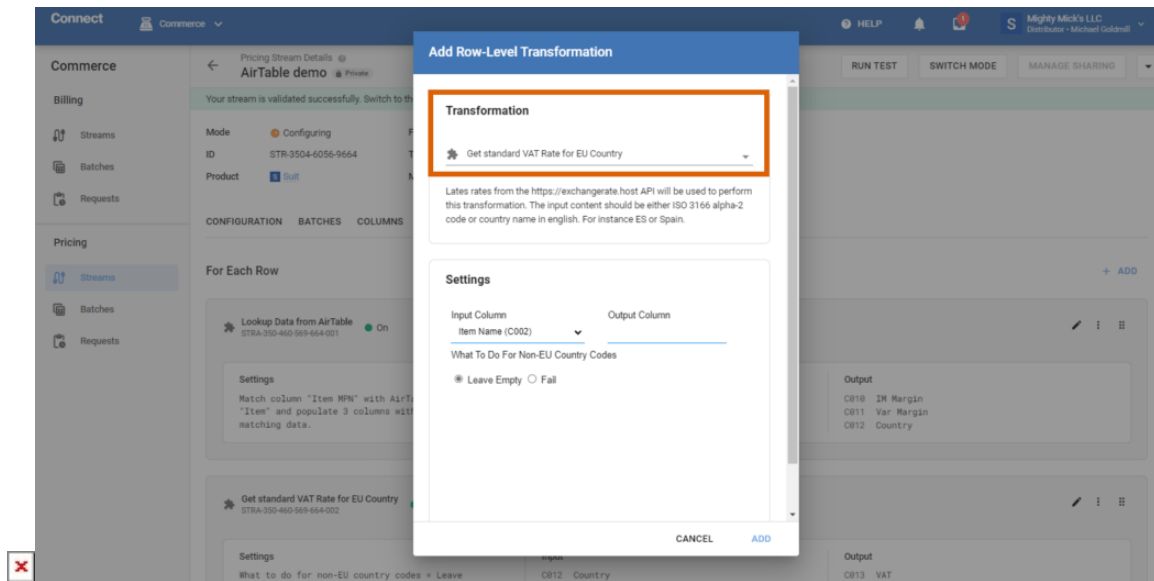 Connect
Commerce
HELP
S
Mighty Mick's LLC
Distributor - Michael Goldmill
Commerce
Billing
Streams
Batches
Requests
Pricing
Streams
Batches
Requests
Pricing Stream Details
AirTable demo
Private
RUN TEST
SWITCH MODE
MANAGE SHARING
Your stream is validated successfully. Switch to th
Mode
Configuring
ID
STR-3504-6056-9664
Product
Suit
CONFIGURATION
BATCHES
COLUMNS
For Each Row
+ ADD
Lookup Data from AirTable
On
STRA-350-460-569-664-001
Settings
Match column "Item MPN" with AirT
"Item" and populate 3 columns wit
matching data.
Output
C010 IM Margin
C011 Var Margin
C012 Country
Get standard VAT Rate for EU Country
STRA-350-460-569-664-002
Settings
What to do for non-EU country codes = Leave
Input
C012 Country
Output
C013 VAT
Add Row-Level Transformation
Transformation
Get standard VAT Rate for EU Country
Lates rates from the https://exchangerate.host API will be used to perform
this transformation. The input content should be either ISO 3166 alpha-2
code or country name in english. For instance ES or Spain.
Settings
Input Column
Output Column
Item Name (C002)
What To Do For Non-EU Country Codes
Leave Empty
Fail
CANCEL
ADD